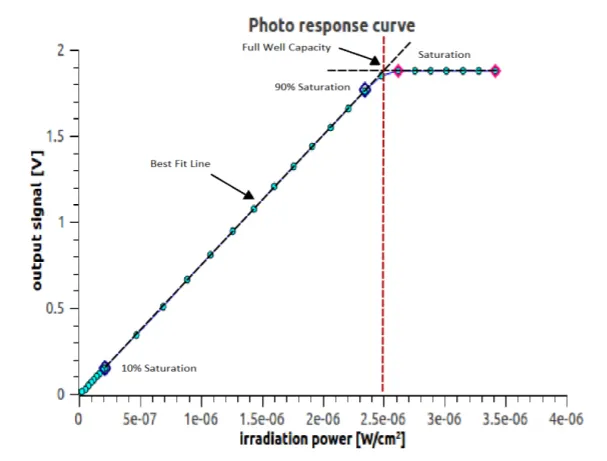 Photo response curve
Full Well Capacity
Saturation
2
90% Saturation
1.5
Best Fit Line
output signal [V]
1
0.5
10% Saturation
0
0 5e-07 1e-06 1.5e-06 2e-06 2.5e-06 3e-06 3.5e-06 4e-06
irradiation power [W/cm²]